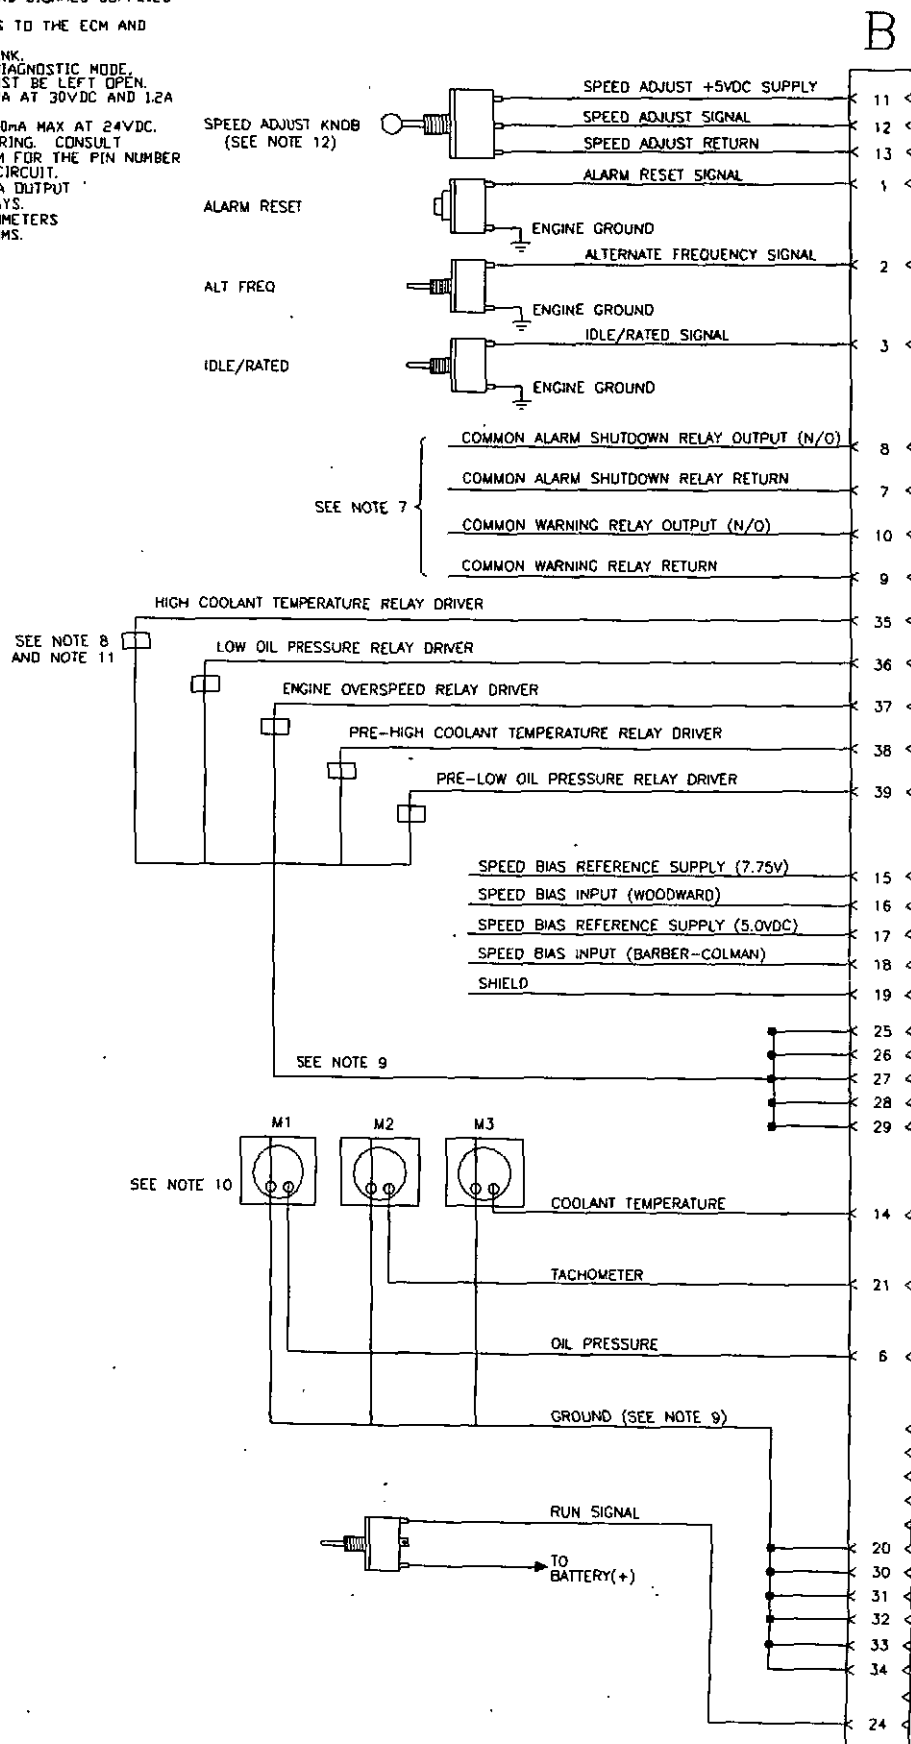 S TO THE ECM AND
NK.
IAGNOSTIC MODE,
ST BE LEFT OPEN.
A AT 30VDC AND 1.2A
0mA MAX AT 24VDC.
RING. CONSULT
M FOR THE PIN NUMBER
CIRCUIT.
A OUTPUT
YS.
METERS
MS.
B
SPEED ADJUST KNOB
(SEE NOTE 12)
SPEED ADJUST +5VDC SUPPLY
11
SPEED ADJUST SIGNAL
12
SPEED ADJUST RETURN
13
ALARM RESET
ALARM RESET SIGNAL
1
ENGINE GROUND
ALT FREQ
ALTERNATE FREQUENCY SIGNAL
2
ENGINE GROUND
IDLE/RATED
IDLE/RATED SIGNAL
3
ENGINE GROUND
SEE NOTE 7
COMMON ALARM SHUTDOWN RELAY OUTPUT (N/O)
8
COMMON ALARM SHUTDOWN RELAY RETURN
7
COMMON WARNING RELAY OUTPUT (N/O)
10
COMMON WARNING RELAY RETURN
9
HIGH COOLANT TEMPERATURE RELAY DRIVER
35
SEE NOTE 8
AND NOTE 11
LOW OIL PRESSURE RELAY DRIVER
36
ENGINE OVERSPEED RELAY DRIVER
37
PRE-HIGH COOLANT TEMPERATURE RELAY DRIVER
38
PRE-LOW OIL PRESSURE RELAY DRIVER
39
SPEED BIAS REFERENCE SUPPLY (7.75V)
15
SPEED BIAS INPUT (WOODWARD)
16
SPEED BIAS REFERENCE SUPPLY (5.0VDC)
17
SPEED BIAS INPUT (BARBER-COLMAN)
18
SHIELD
19
25
26
SEE NOTE 9
27
28
29
M1
M2
M3
SEE NOTE 10
COOLANT TEMPERATURE
14
TACHOMETER
21
OIL PRESSURE
6
GROUND (SEE NOTE 9)
RUN SIGNAL
TO
BATTERY(+)
20
30
31
32
33
34
24